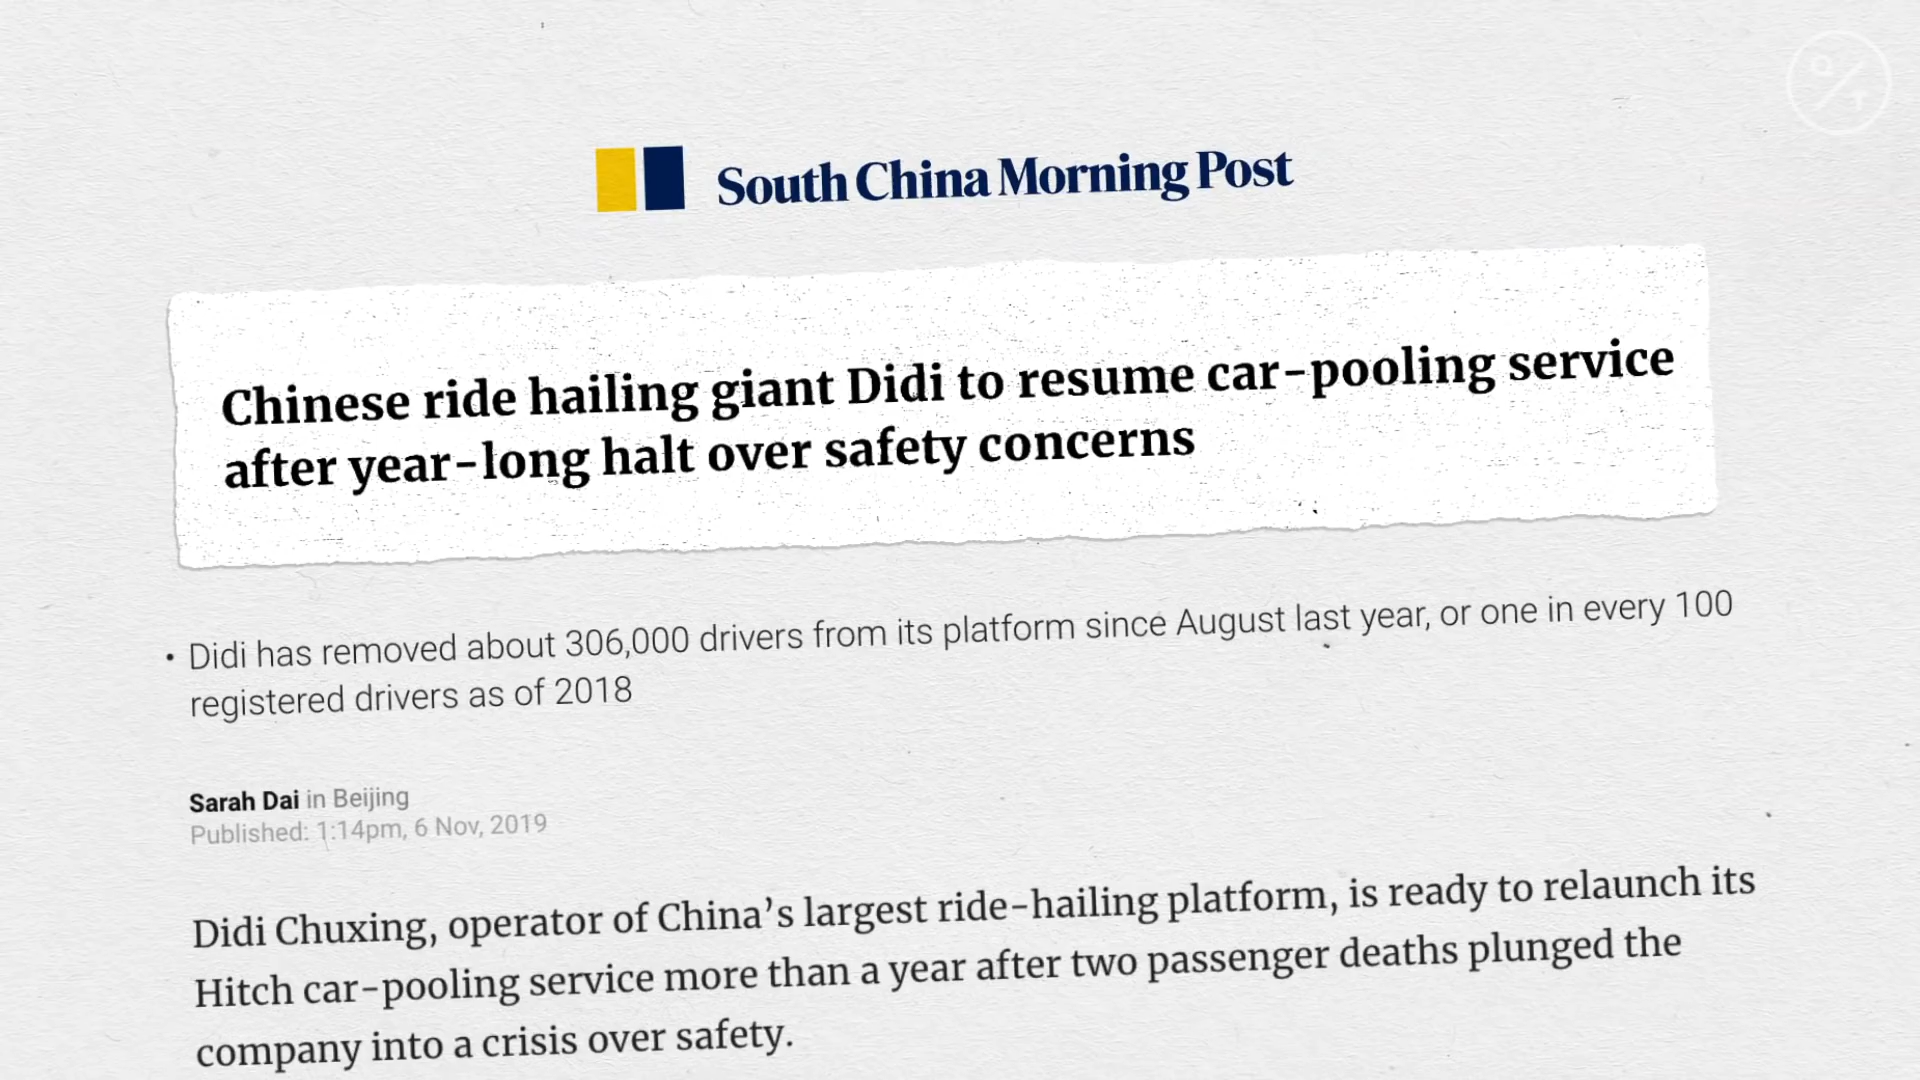 South China Morning Post
Chinese ride hailing giant Didi to resume car-pooling service
after year-long halt over safety concerns
• Didi has removed about 306,000 drivers from its platform since August last year, or one in every 100
registered drivers as of 2018
Sarah Dai in Beijing
Published: 1:14pm, 6 Nov, 2019
Didi Chuxing, operator of China's largest ride-hailing platform, is ready to relaunch its
Hitch car-pooling service more than a year after two passenger deaths plunged the
company into a crisis over safety.